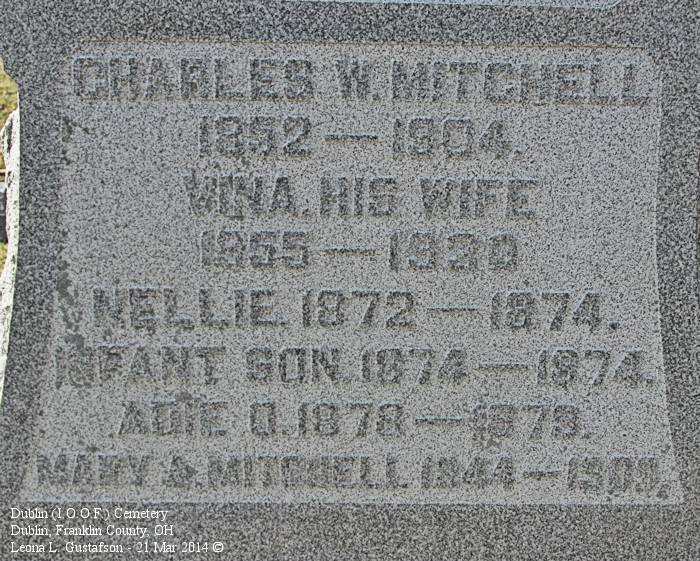 CHARLES W. MITCHELL
1852 — 1904.
VINA, HIS WIFE
1855 — 1930
NELLIE. 1872 — 1874.
INFANT SON. 1874 — 1874.
ADIE O. 1878 — 1879.
MARY A. MITCHELL 1844 — 1909.
Dublin (I.O.O.F.) Cemetery
Dublin, Franklin County, OH
Leona L. Gustafson - 21 Mar 2014 ©